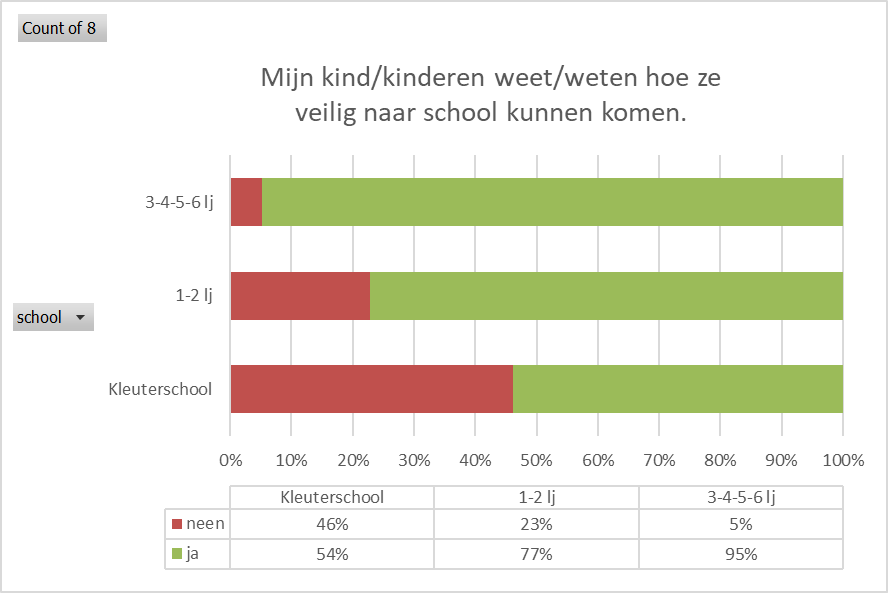 Count of 8
Mijn kind/kinderen weet/weten hoe ze
veilig naar school kunnen komen.
3-4-5-6 lj
1-2 lj
school
Kleuterschool
0% 10% 20% 30% 40% 50% 60% 70% 80% 90% 100%
Kleuterschool 1-2 lj 3-4-5-6 lj
neen 46% 23% 5%
ja 54% 77% 95%